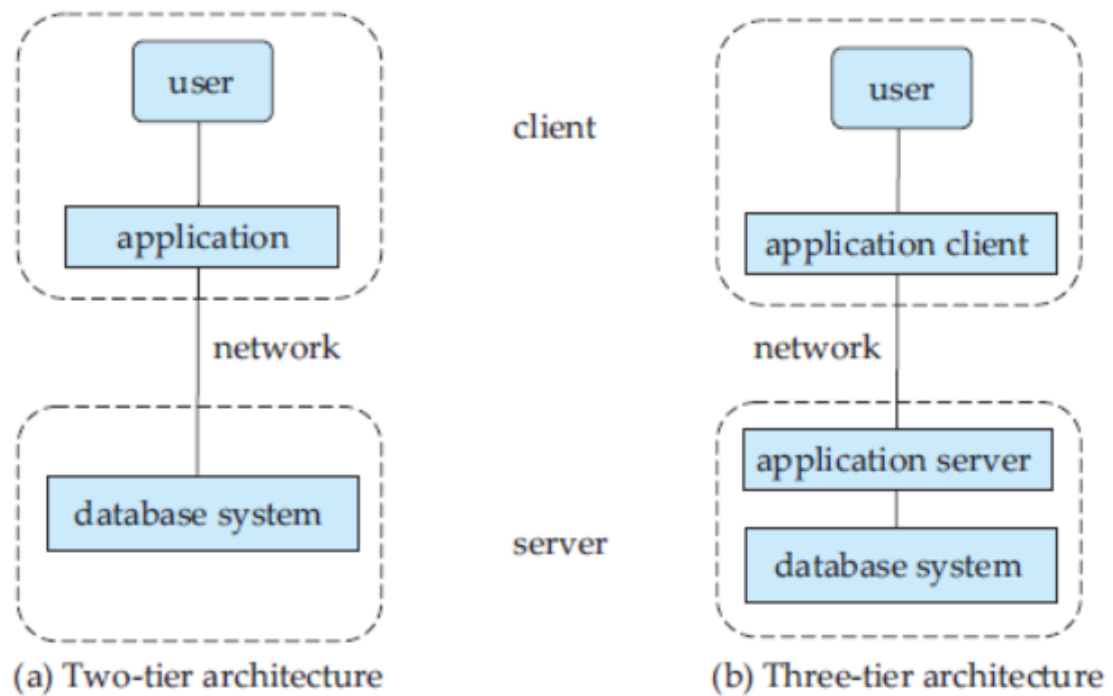 user
application
network
database system
(a) Two-tier architecture
client
server
user
application client
network
application server
database system
(b) Three-tier architecture